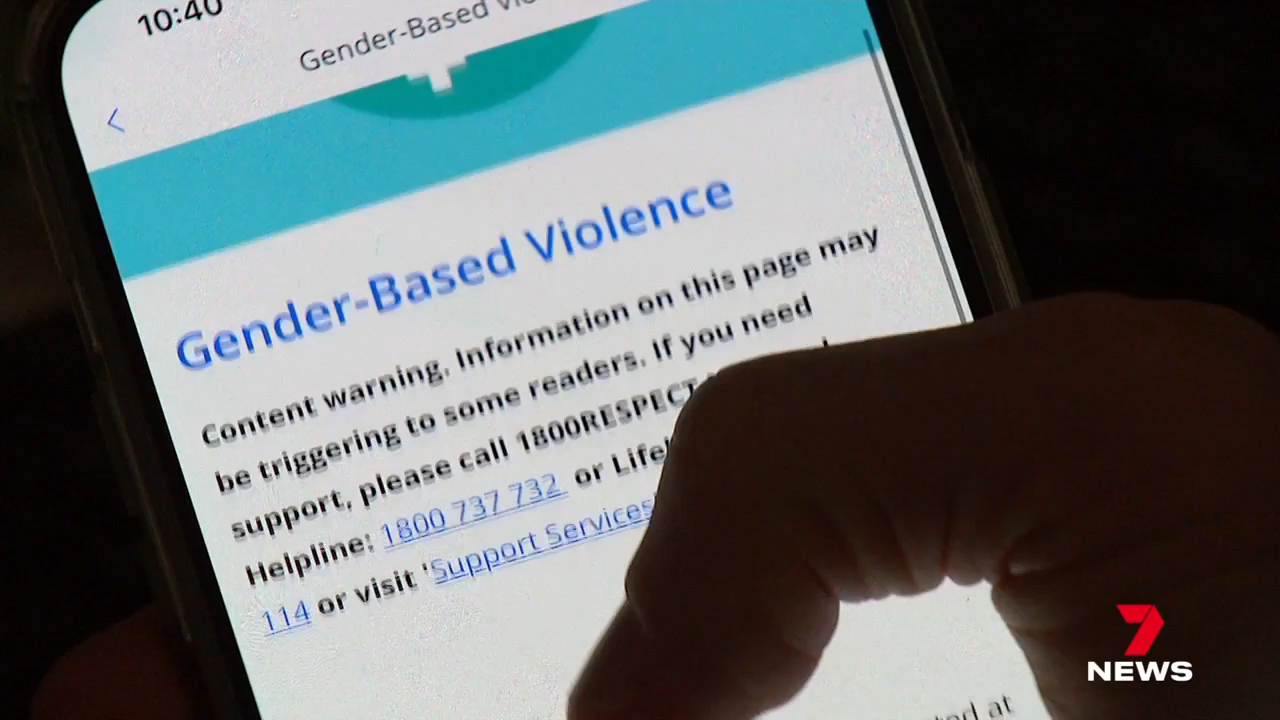 10:40
Gender-Based
Gender-Based Violence
Content warning. Information on this page may
be triggering to some readers. If you need
support, please call 1800RESPECT
Helpline: 1800 737 732 or
114 or visit 'Support Services'
at
7
NEWS